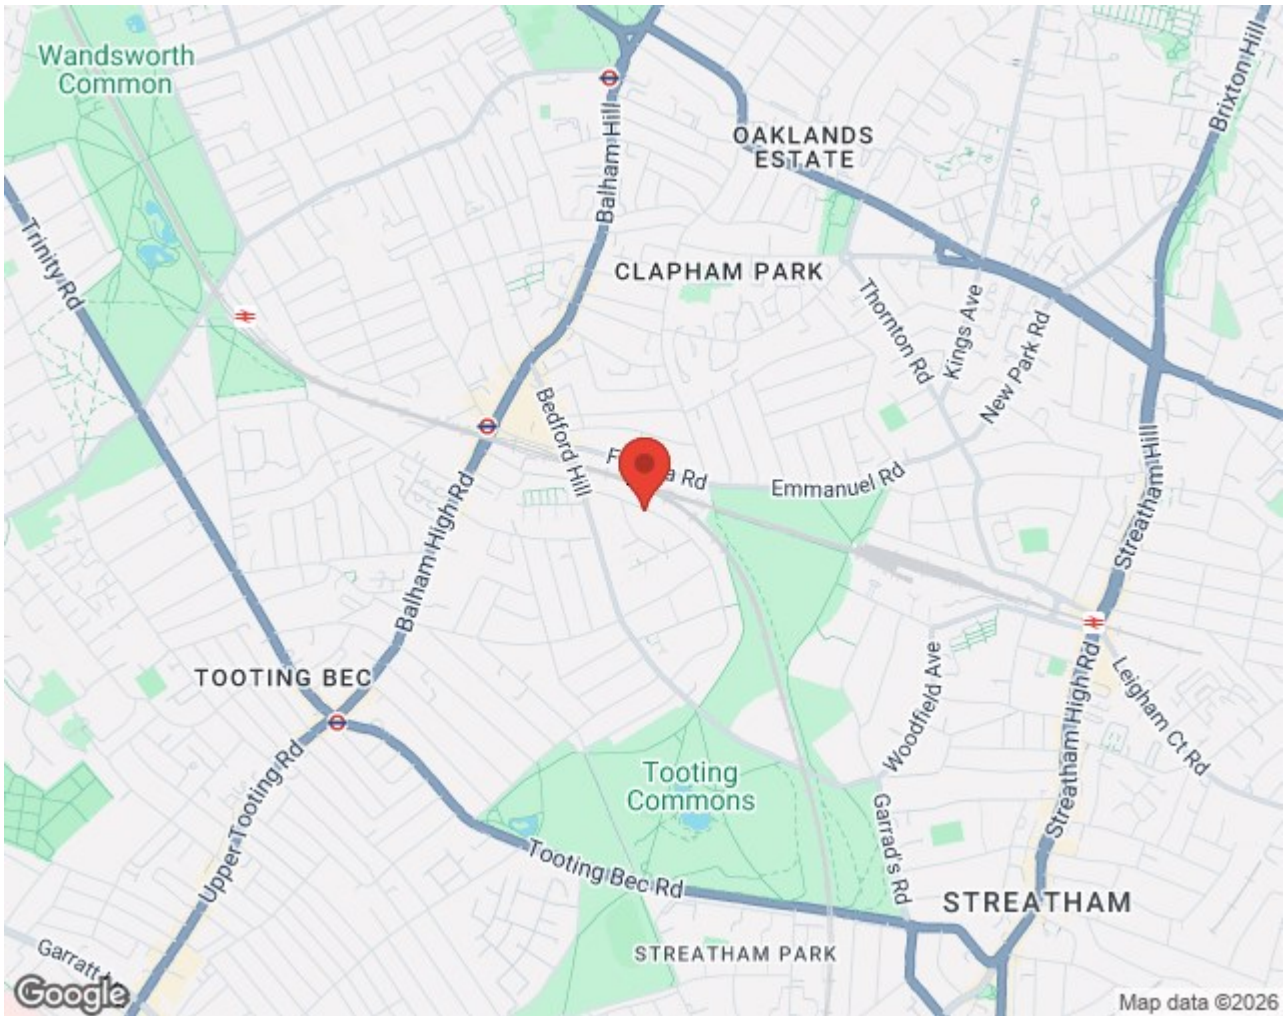 Wandsworth
Common
Brixton Hill
Balham Hill
OAKLANDS
ESTATE
Trinity Rd
CLAPHAM PARK
Thornton Rd
Kings Ave
New Park Rd
Bedford Hill
Rd
Emmanuel Rd
Balham High Rd
Streatham Hill
TOOTING BEC
Woodfield Ave
Leigham Ct Rd
Upper Tooting Rd
Streatham High Rd
Tooting
Commons
Garrad's Rd
Tooting Bec Rd
STREATHAM
STREATHAM PARK
Garratt
Google
Map data ©2026